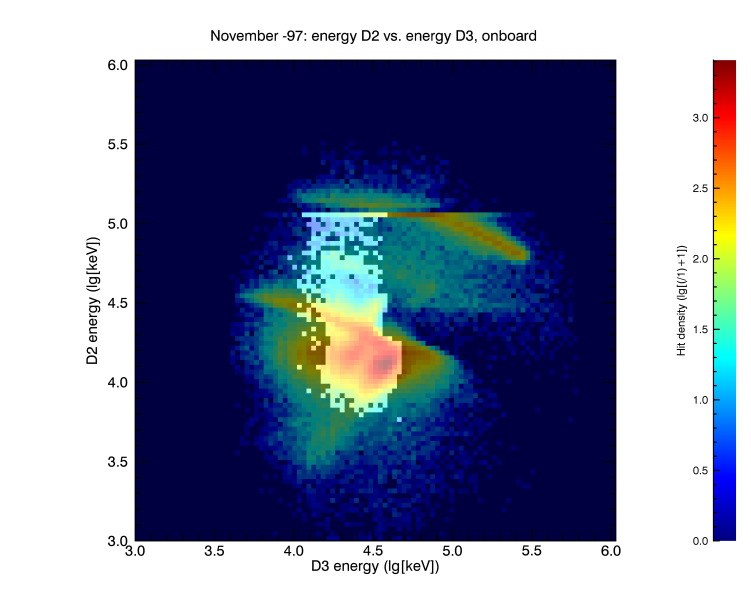 November -97: energy D2 vs. energy D3, onboard
6.0
5.5
5.0
4.5
4.0
3.5
3.0
D2 energy (lg[keV])
3.0 3.5 4.0 4.5 5.0 5.5 6.0
D3 energy (lg[keV])
3.0
2.5
2.0
1.5
1.0
0.5
0.0
Hit density (lg[(/1)+1])